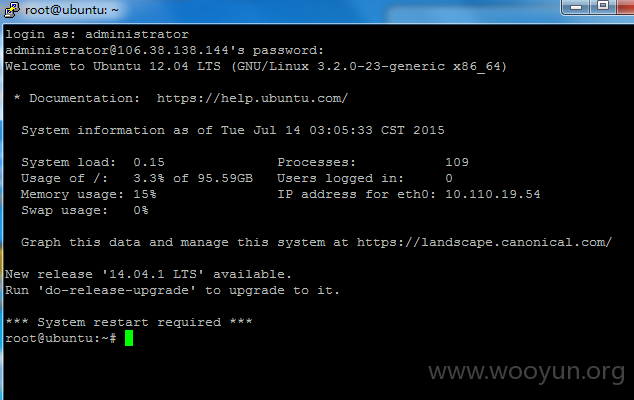 root@ubuntu: ~
login as: administrator
administrator@106.38.138.144's password:
Welcome to Ubuntu 12.04 LTS (GNU/Linux 3.2.0-23-generic x86_64)
* Documentation:  https://help.ubuntu.com/
System information as of Tue Jul 14 03:05:33 CST 2015
System load:  0.15              Processes:           109
Usage of /:   3.3% of 95.59GB   Users logged in:     0
Memory usage: 15%               IP address for eth0: 10.110.19.54
Swap usage:   0%
Graph this data and manage this system at https://landscape.canonical.com/
New release '14.04.1 LTS' available.
Run 'do-release-upgrade' to upgrade to it.
*** System restart required ***
root@ubuntu:~#
www.wooyun.org